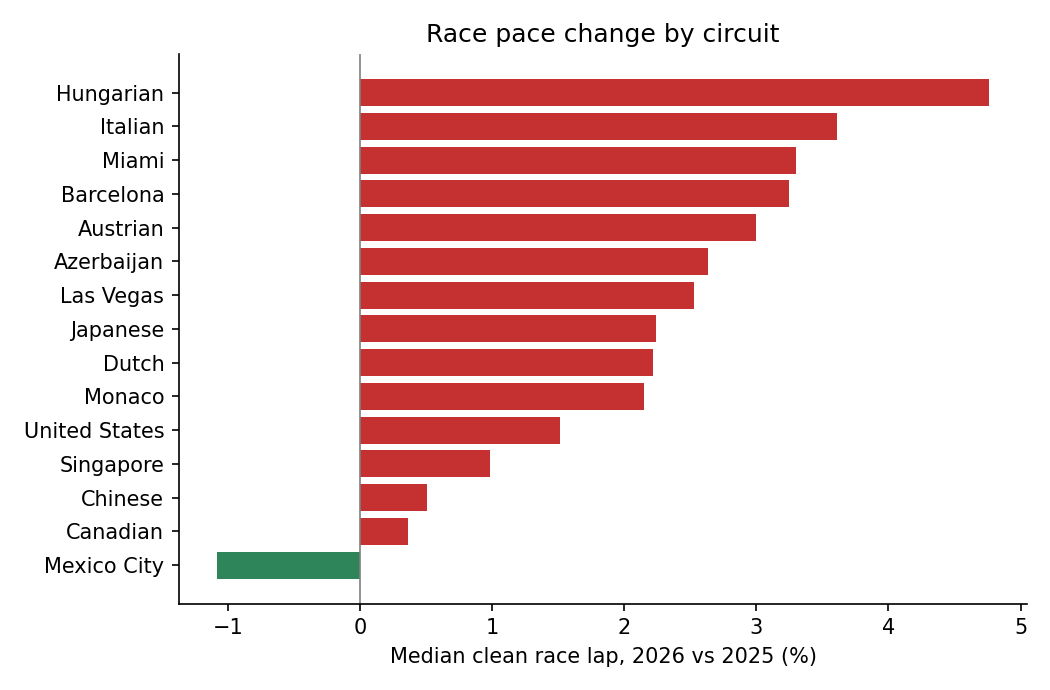 Race pace change by circuit
Hungarian
Italian
Miami
Barcelona
Austrian
Azerbaijan
Las Vegas
Japanese
Dutch
Monaco
United States
Singapore
Chinese
Canadian
Mexico City
−1 0 1 2 3 4 5
Median clean race lap, 2026 vs 2025 (%)